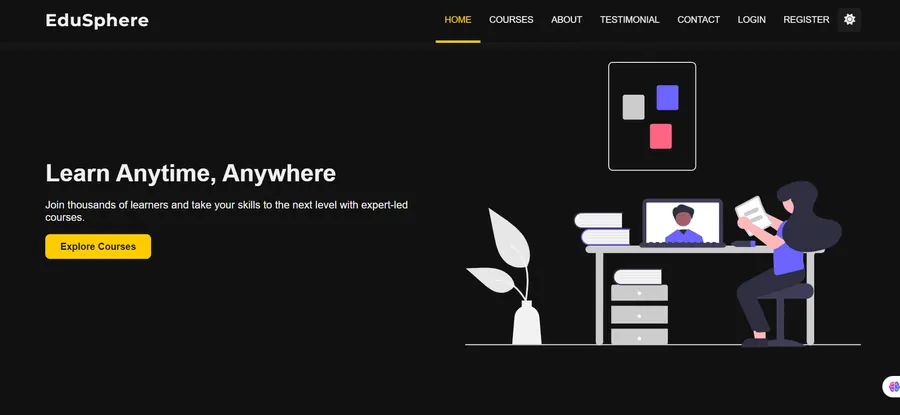 EduSphere
HOME COURSES ABOUT TESTIMONIAL CONTACT LOGIN REGISTER
Learn Anytime, Anywhere
Join thousands of learners and take your skills to the next level with expert-led
courses.
Explore Courses